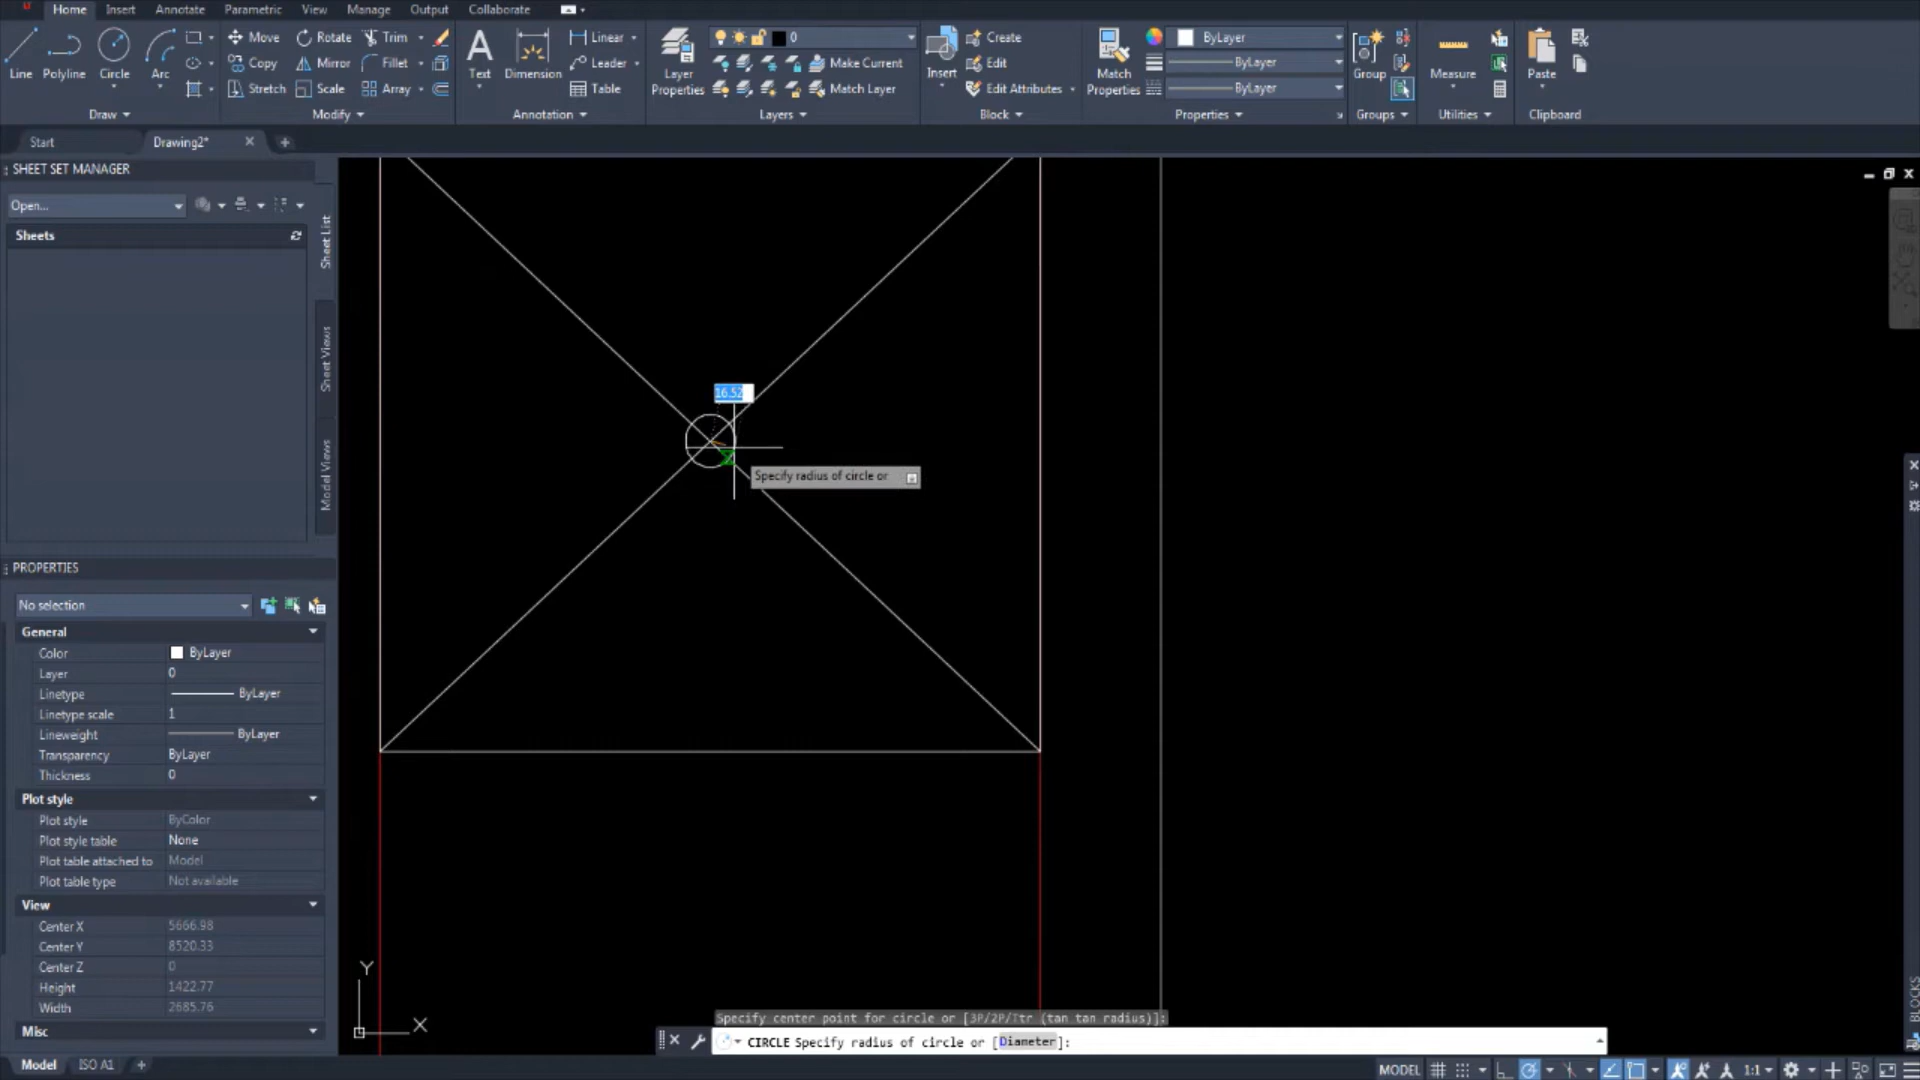 Home Insert Annotate Parametric View Manage Output Collaborate
Line Polyline Circle Arc
Move Rotate Trim
Copy Mirror Fillet
Stretch Scale Array
Text Dimension
Linear
Leader
Table
Layer Properties
0
Make Current
Match Layer
Insert
Create
Edit
Edit Attributes
Match Properties
ByLayer
ByLayer
ByLayer
Group
Measure
Paste
Draw Modify Annotation Layers Block Properties Groups Utilities Clipboard
Start Drawing2*
SHEET SET MANAGER
Open...
Sheets
Sheet List
Sheet Views
Model Views
PROPERTIES
No selection
General
Color ByLayer
Layer 0
Linetype ByLayer
Linetype scale 1
Lineweight ByLayer
Transparency ByLayer
Thickness 0
Plot style
Plot style ByColor
Plot style table None
Plot table attached to Model
Plot table type Not available
View
Center X 5666.98
Center Y 8520.33
Center Z 0
Height 1422.77
Width 2685.76
Misc
16.52
Specify radius of circle or
Y
X
BLOCKS
Specify center point for circle or [3P/2P/Ttr (tan tan radius)]:
CIRCLE Specify radius of circle or [Diameter]:
Model ISO A1
MODEL 1:1